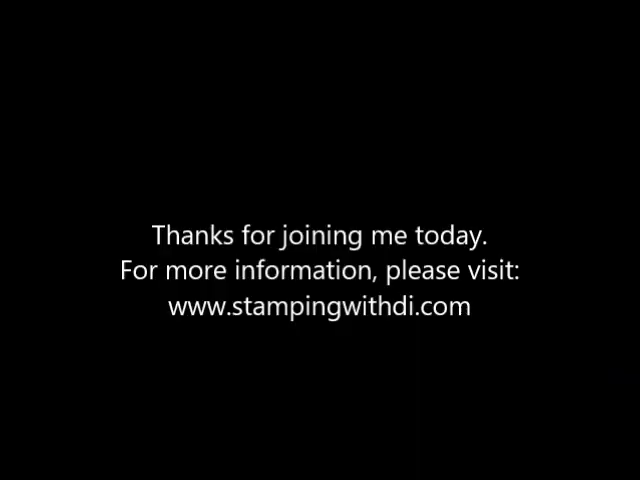 Thanks for joining me today.
For more information, please visit:
www.stampingwithdi.com